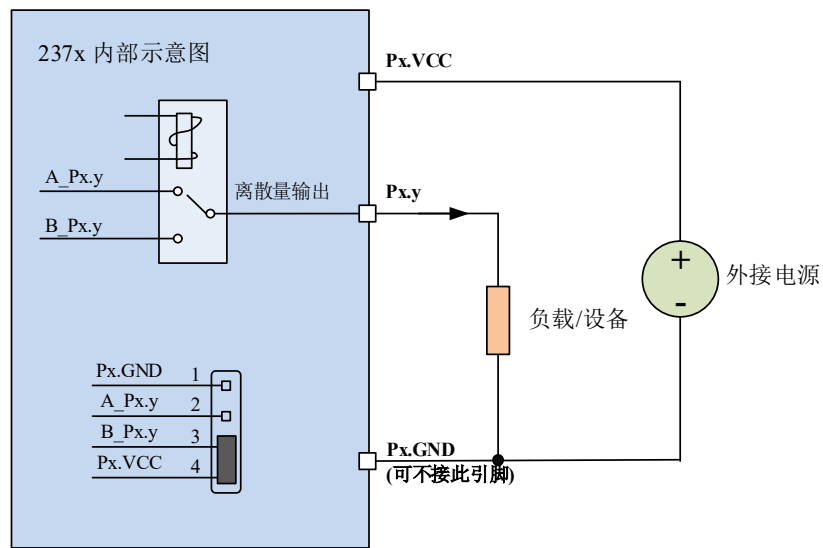 237x 内部示意图
Px.VCC
A_Px.y
离散量输出
Px.y
B_Px.y
+
外接电源
-
负载/设备
Px.GND 1
A_Px.y 2
B_Px.y 3
Px.VCC 4
Px.GND
(可不接此引脚)